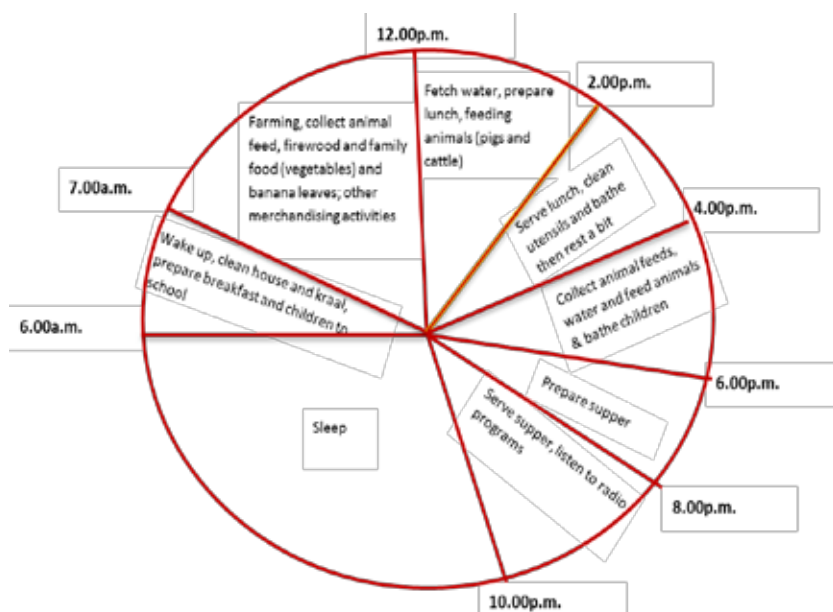 12.00p.m.
Fetch water, prepare
lunch, feeding
animals (pigs and
cattle)
2.00p.m.
Serve lunch, clean
utensils and bathe
then rest a bit
4.00p.m.
Collect animal feeds,
water and feed animals
& bathe children
6.00p.m.
Prepare supper
8.00p.m.
Serve supper, listen to radio
programs
10.00p.m.
Sleep
6.00a.m.
Wake up, clean house and kraal,
prepare breakfast and children to
school
7.00a.m.
Farming, collect animal
feed, firewood and family
food (vegetables) and
banana leaves; other
merchandising activities